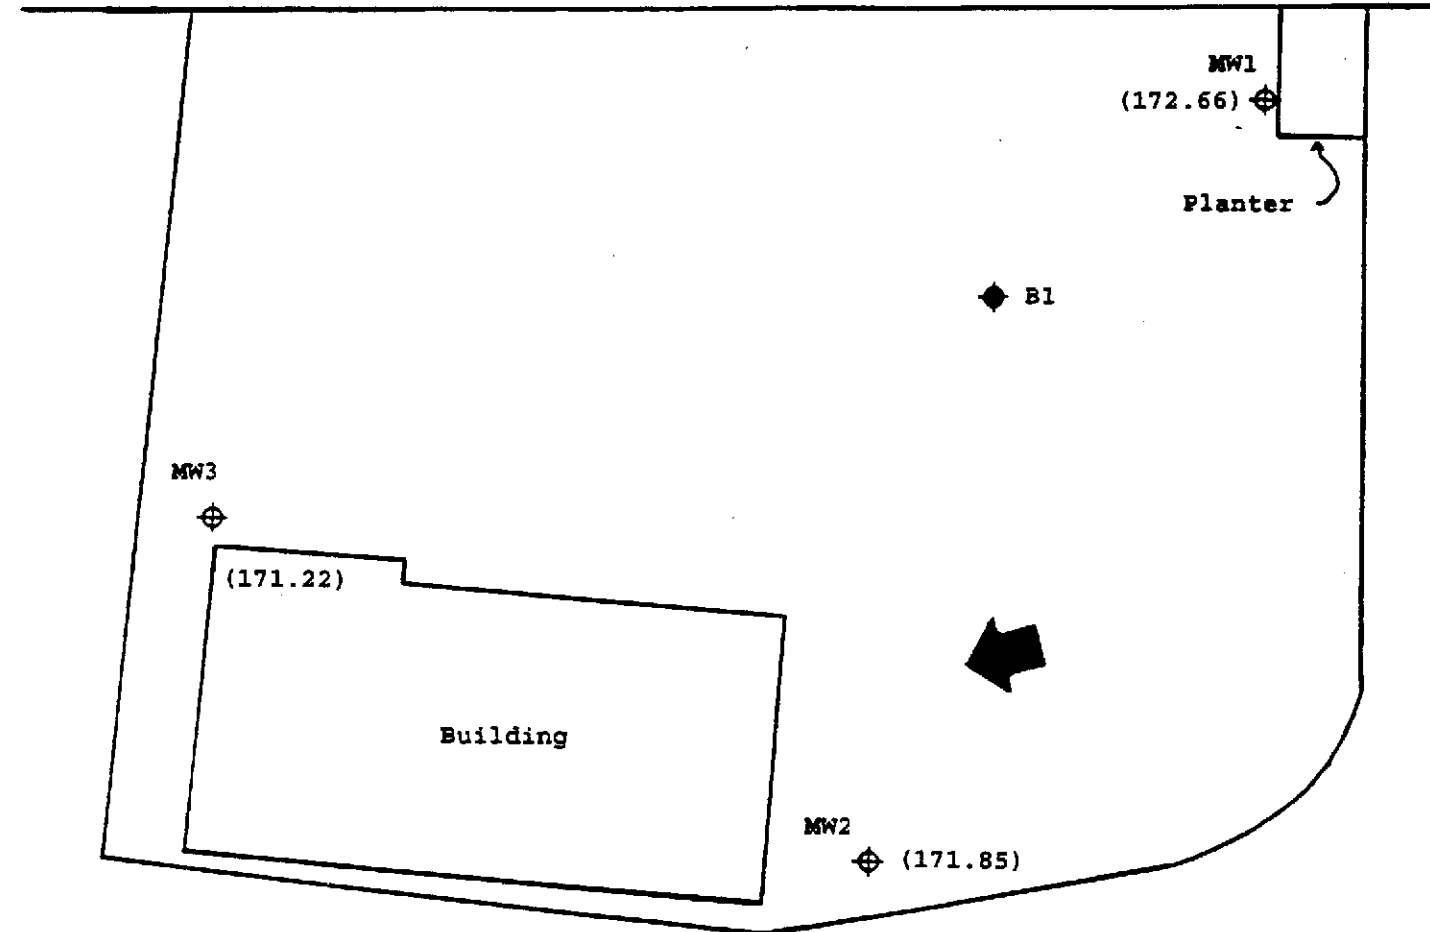 MW1
(172.66)
Planter
B1
MW3
(171.22)
Building
MW2
(171.85)